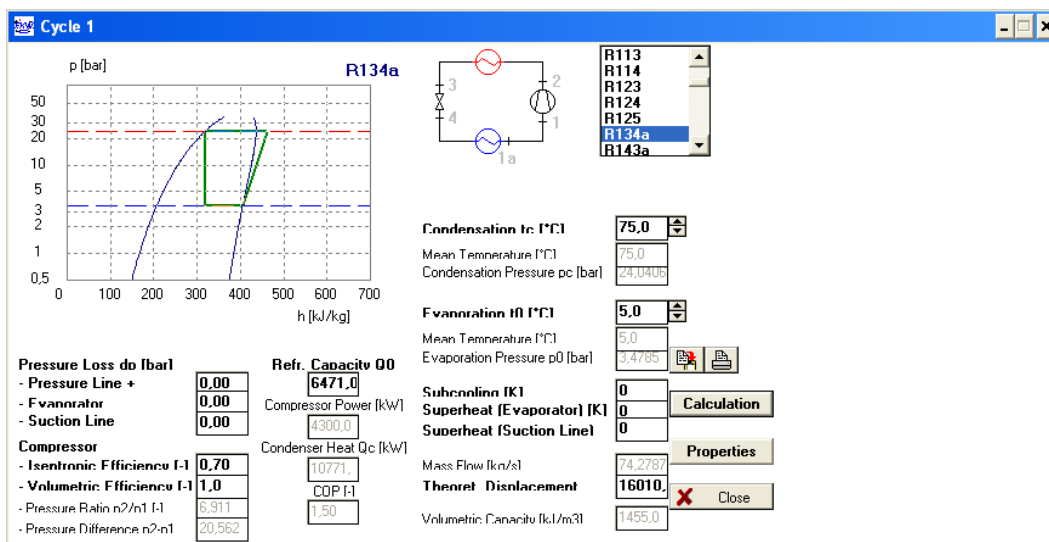 Cycle 1
p [bar]
R134a
50
30
20
10
5
3
2
1
0,5
0
100
200
300
400
500
600
700
h [kJ/kg]
3
2
4
1
1a
R113
R114
R123
R124
R125
R134a
R143a
Condensation tc [°C]
75,0
Mean Temperature [°C]
75,0
Condensation Pressure pc [bar]
24,0406
Evaporation t0 [°C]
5,0
Mean Temperature [°C]
5,0
Evaporation Pressure p0 [bar]
3,4785
Pressure Loss dp [bar]
- Pressure Line +
0,00
- Evaporator
0,00
- Suction Line
0,00
Compressor
- Isentropic Efficiency [-]
0,70
- Volumetric Efficiency [-]
1,0
- Pressure Ratio p2/p1 [-]
6,911
- Pressure Difference p2-p1
20,562
Refr. Capacity Q0
6471,0
Compressor Power [kW]
4300,0
Condenser Heat Qc [kW]
10771,
COP [-]
1,50
Subcooling [K]
0
Superheat (Evaporator) [K]
0
Superheat (Suction Line)
0
Mass Flow [kg/s]
74,2787
Theoret. Displacement
16010,
Volumetric Capacity [kJ/m3]
1455,0
Calculation
Properties
Close